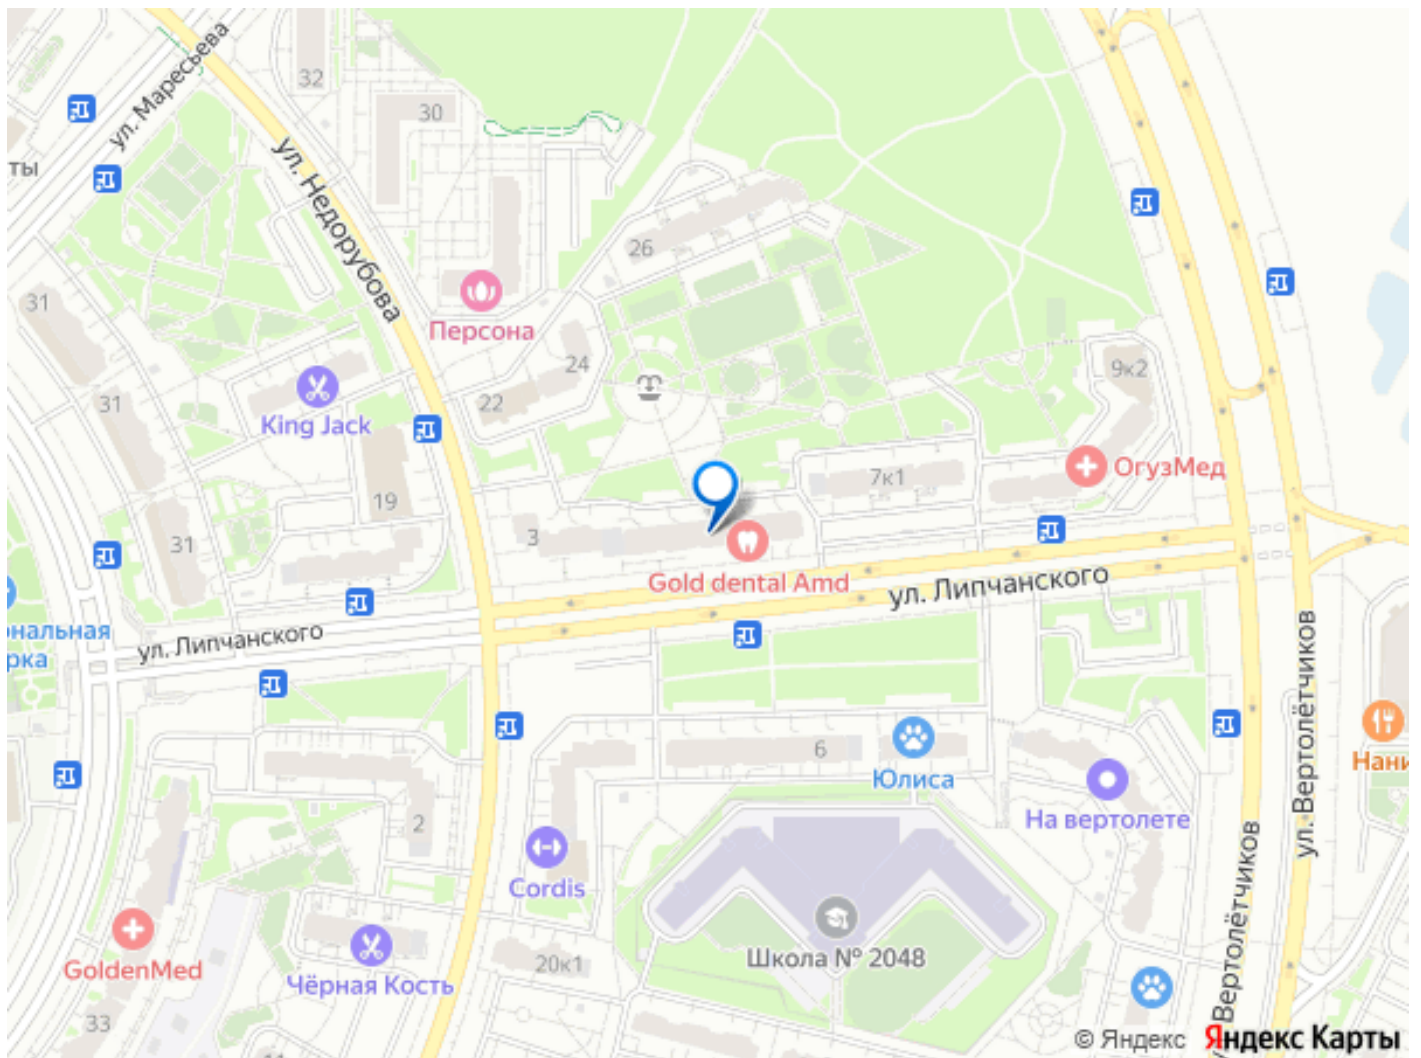 ул. Маресьева
32
30
ты
ул. Недорубова
26
31
Персона
24
9к2
31
King Jack
22
ОгузМед
7к1
19
3
31
Gold dental Amd
ул. Липчанского
ул. Липчанского
рка
ул. Вертолётчиков
6
Юлиса
Нани
2
На вертолете
Cordis
Школа № 2048
GoldenMed
Чёрная Кость
20к1
33
Вертолётчиков
© Яндекс Яндекс Карты